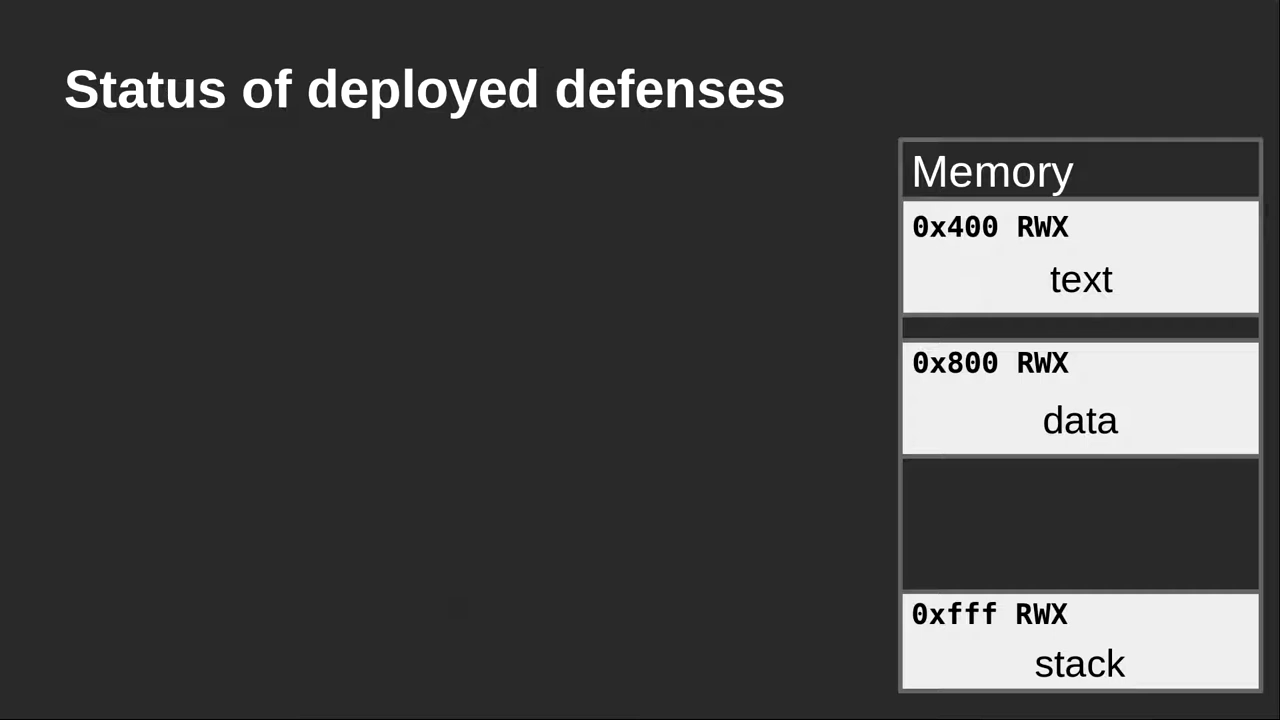 Status of deployed defenses
Memory
0x400 RWX
text
0x800 RWX
data
0xfff RWX
stack